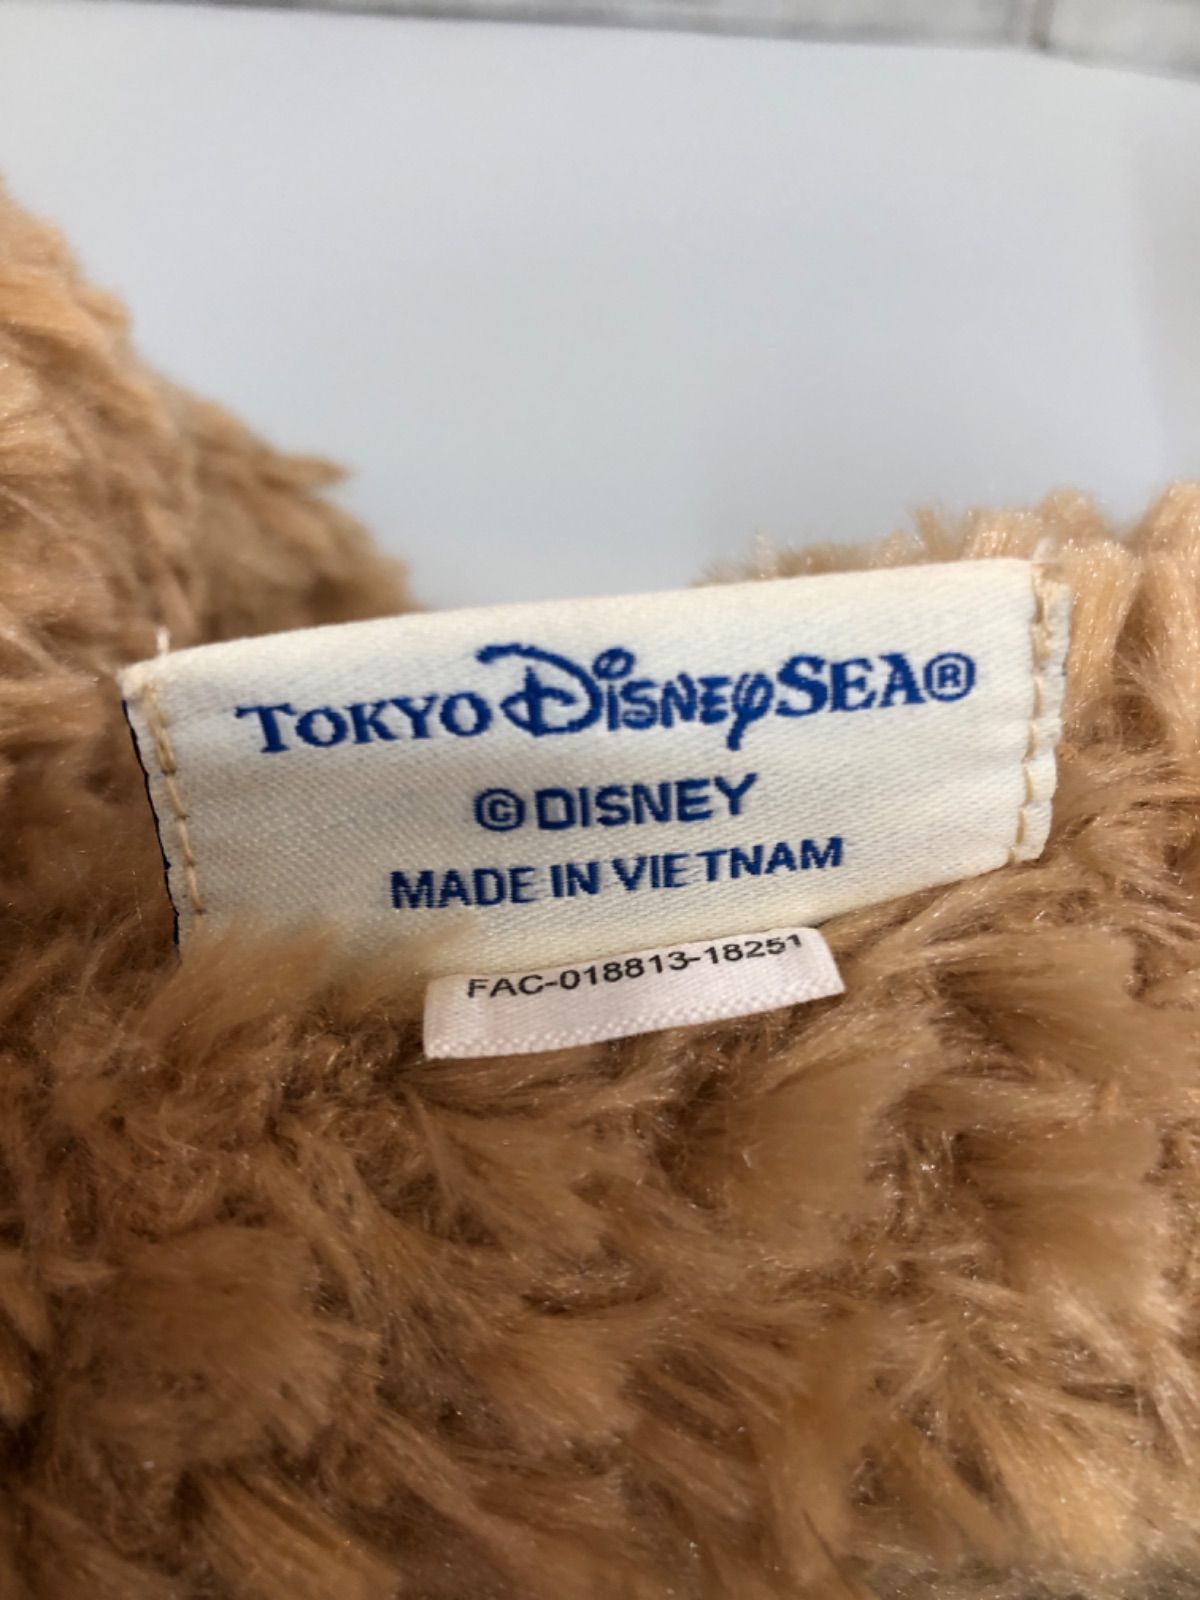 TOKYO DISNEYSEA®
©DISNEY
MADE IN VIETNAM
FAC-018813-18251